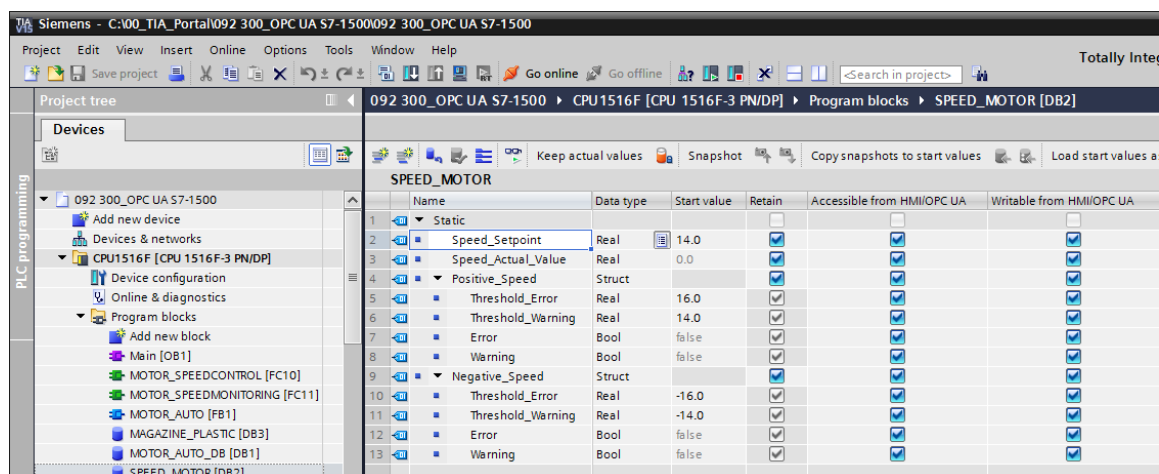 TIA V15 Siemens - C:\00_TIA_Portal\092 300_OPC UA S7-1500\092 300_OPC UA S7-1500
Project Edit View Insert Online Options Tools Window Help
Save project Go online Go offline <Search in project> Totally Integ
Project tree
092 300_OPC UA S7-1500 CPU1516F [CPU 1516F-3 PN/DP] Program blocks SPEED_MOTOR [DB2]
Devices
Keep actual values Snapshot Copy snapshots to start values Load start values a
PLC programming
092 300_OPC UA S7-1500
Add new device
Devices & networks
CPU1516F [CPU 1516F-3 PN/DP]
Device configuration
Online & diagnostics
Program blocks
Add new block
Main [OB1]
MOTOR_SPEEDCONTROL [FC10]
MOTOR_SPEEDMONITORING [FC11]
MOTOR_AUTO [FB1]
MAGAZINE_PLASTIC [DB3]
MOTOR_AUTO_DB [DB1]
SPEED_MOTOR [DB2]
SPEED_MOTOR
Name Data type Start value Retain Accessible from HMI/OPC UA Writable from HMI/OPC UA
1 Static
2 Speed_Setpoint Real 14.0
3 Speed_Actual_Value Real 0.0
4 Positive_Speed Struct
5 Threshold_Error Real 16.0
6 Threshold_Warning Real 14.0
7 Error Bool false
8 Warning Bool false
9 Negative_Speed Struct
10 Threshold_Error Real -16.0
11 Threshold_Warning Real -14.0
12 Error Bool false
13 Warning Bool false